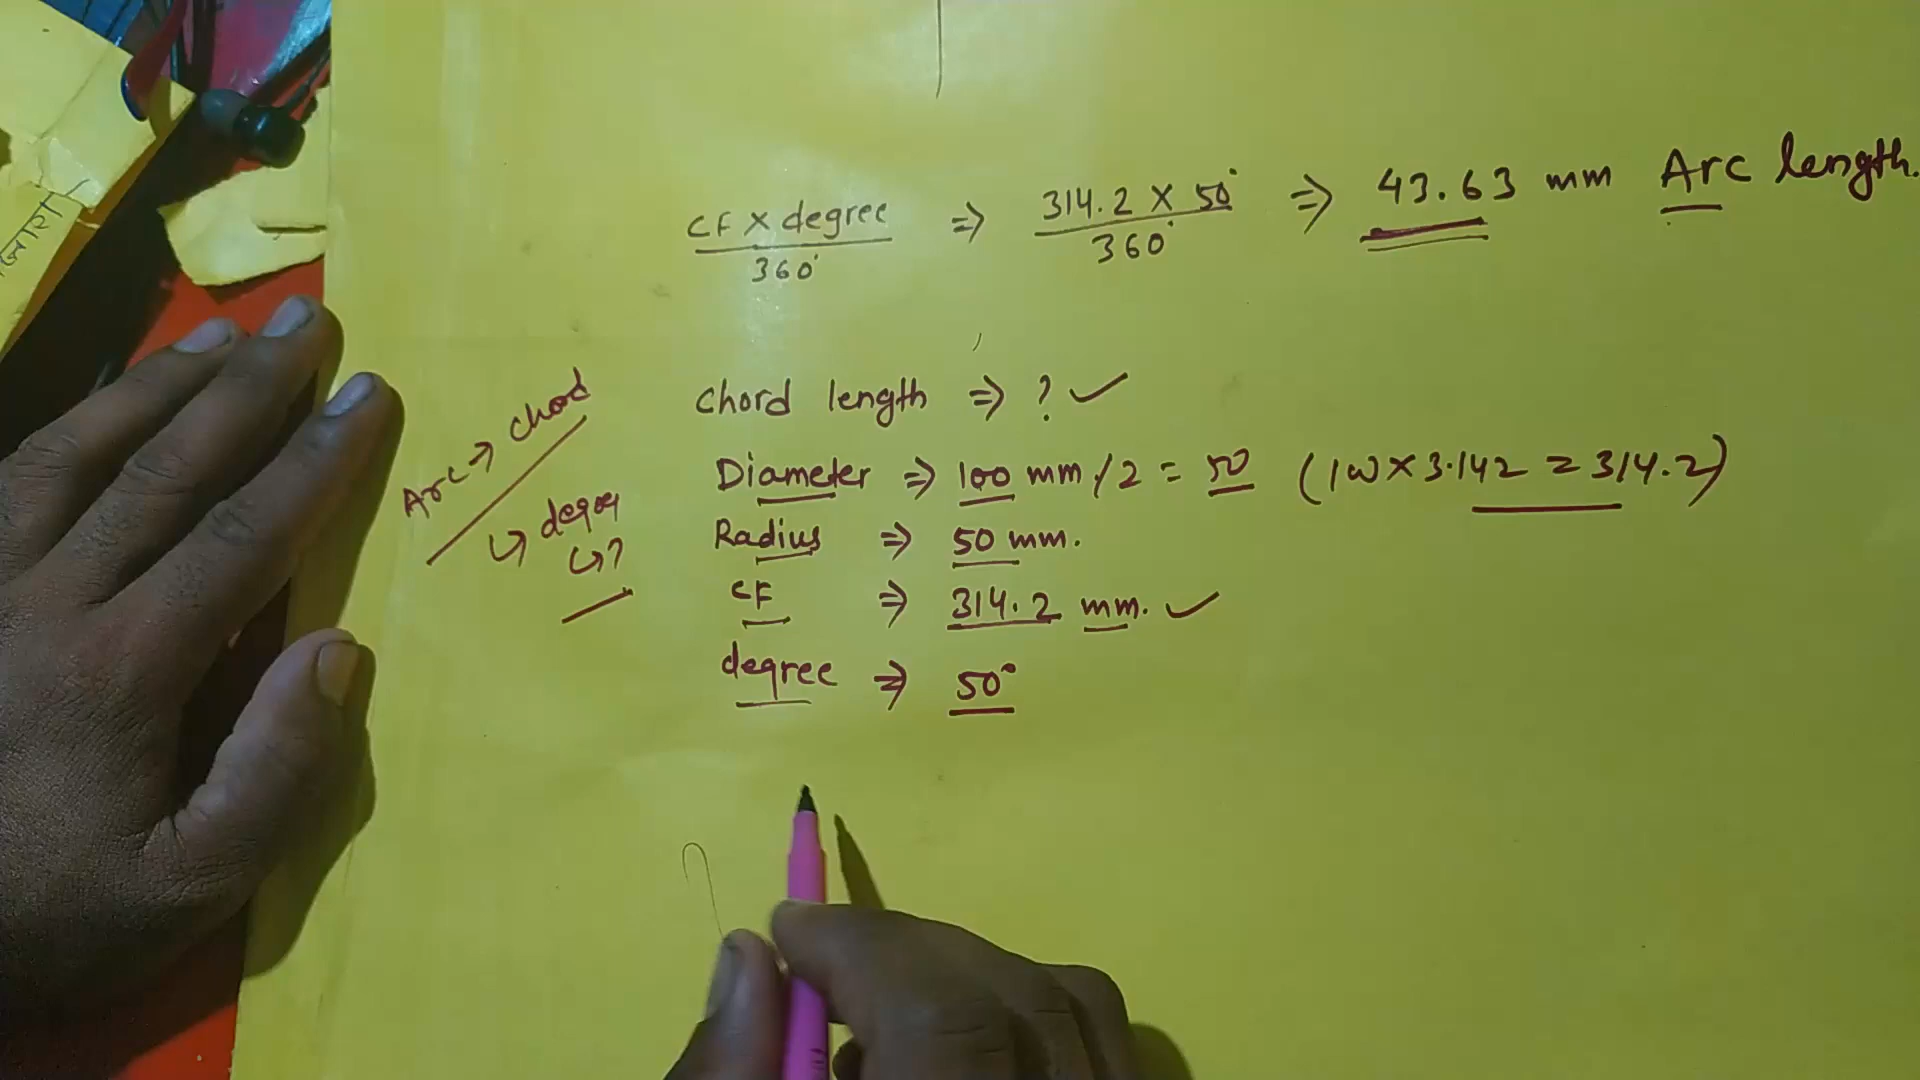 CF X degree / 360° ⇒ 314.2 X 50° / 360° ⇒ 43.63 mm Arc length.
Chord length ⇒ ? ✓
Arc → chord
Diameter ⇒ 100 mm / 2 = 50 (100 X 3.142 = 314.2)
↳ degree
Radius ⇒ 50 mm.
↳ ?
CF ⇒ 314.2 mm. ✓
degree ⇒ 50°